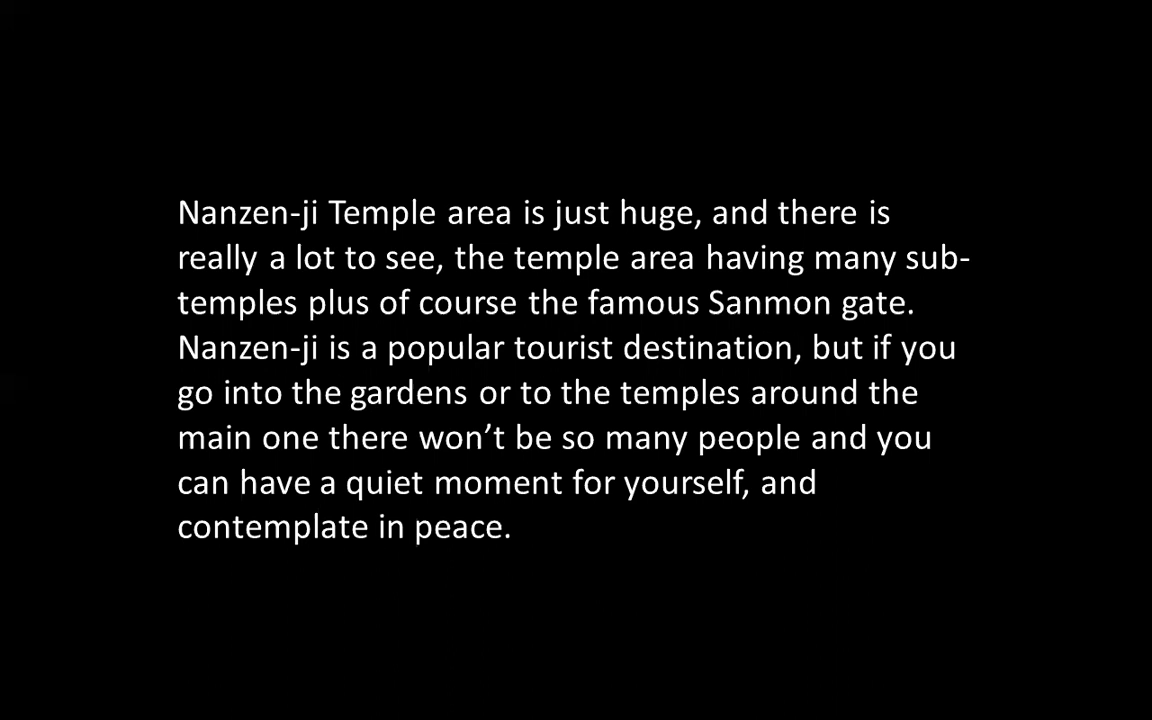 Nanzen-ji Temple area is just huge, and there is
really a lot to see, the temple area having many sub-
temples plus of course the famous Sanmon gate.
Nanzen-ji is a popular tourist destination, but if you
go into the gardens or to the temples around the
main one there won’t be so many people and you
can have a quiet moment for yourself, and
contemplate in peace.